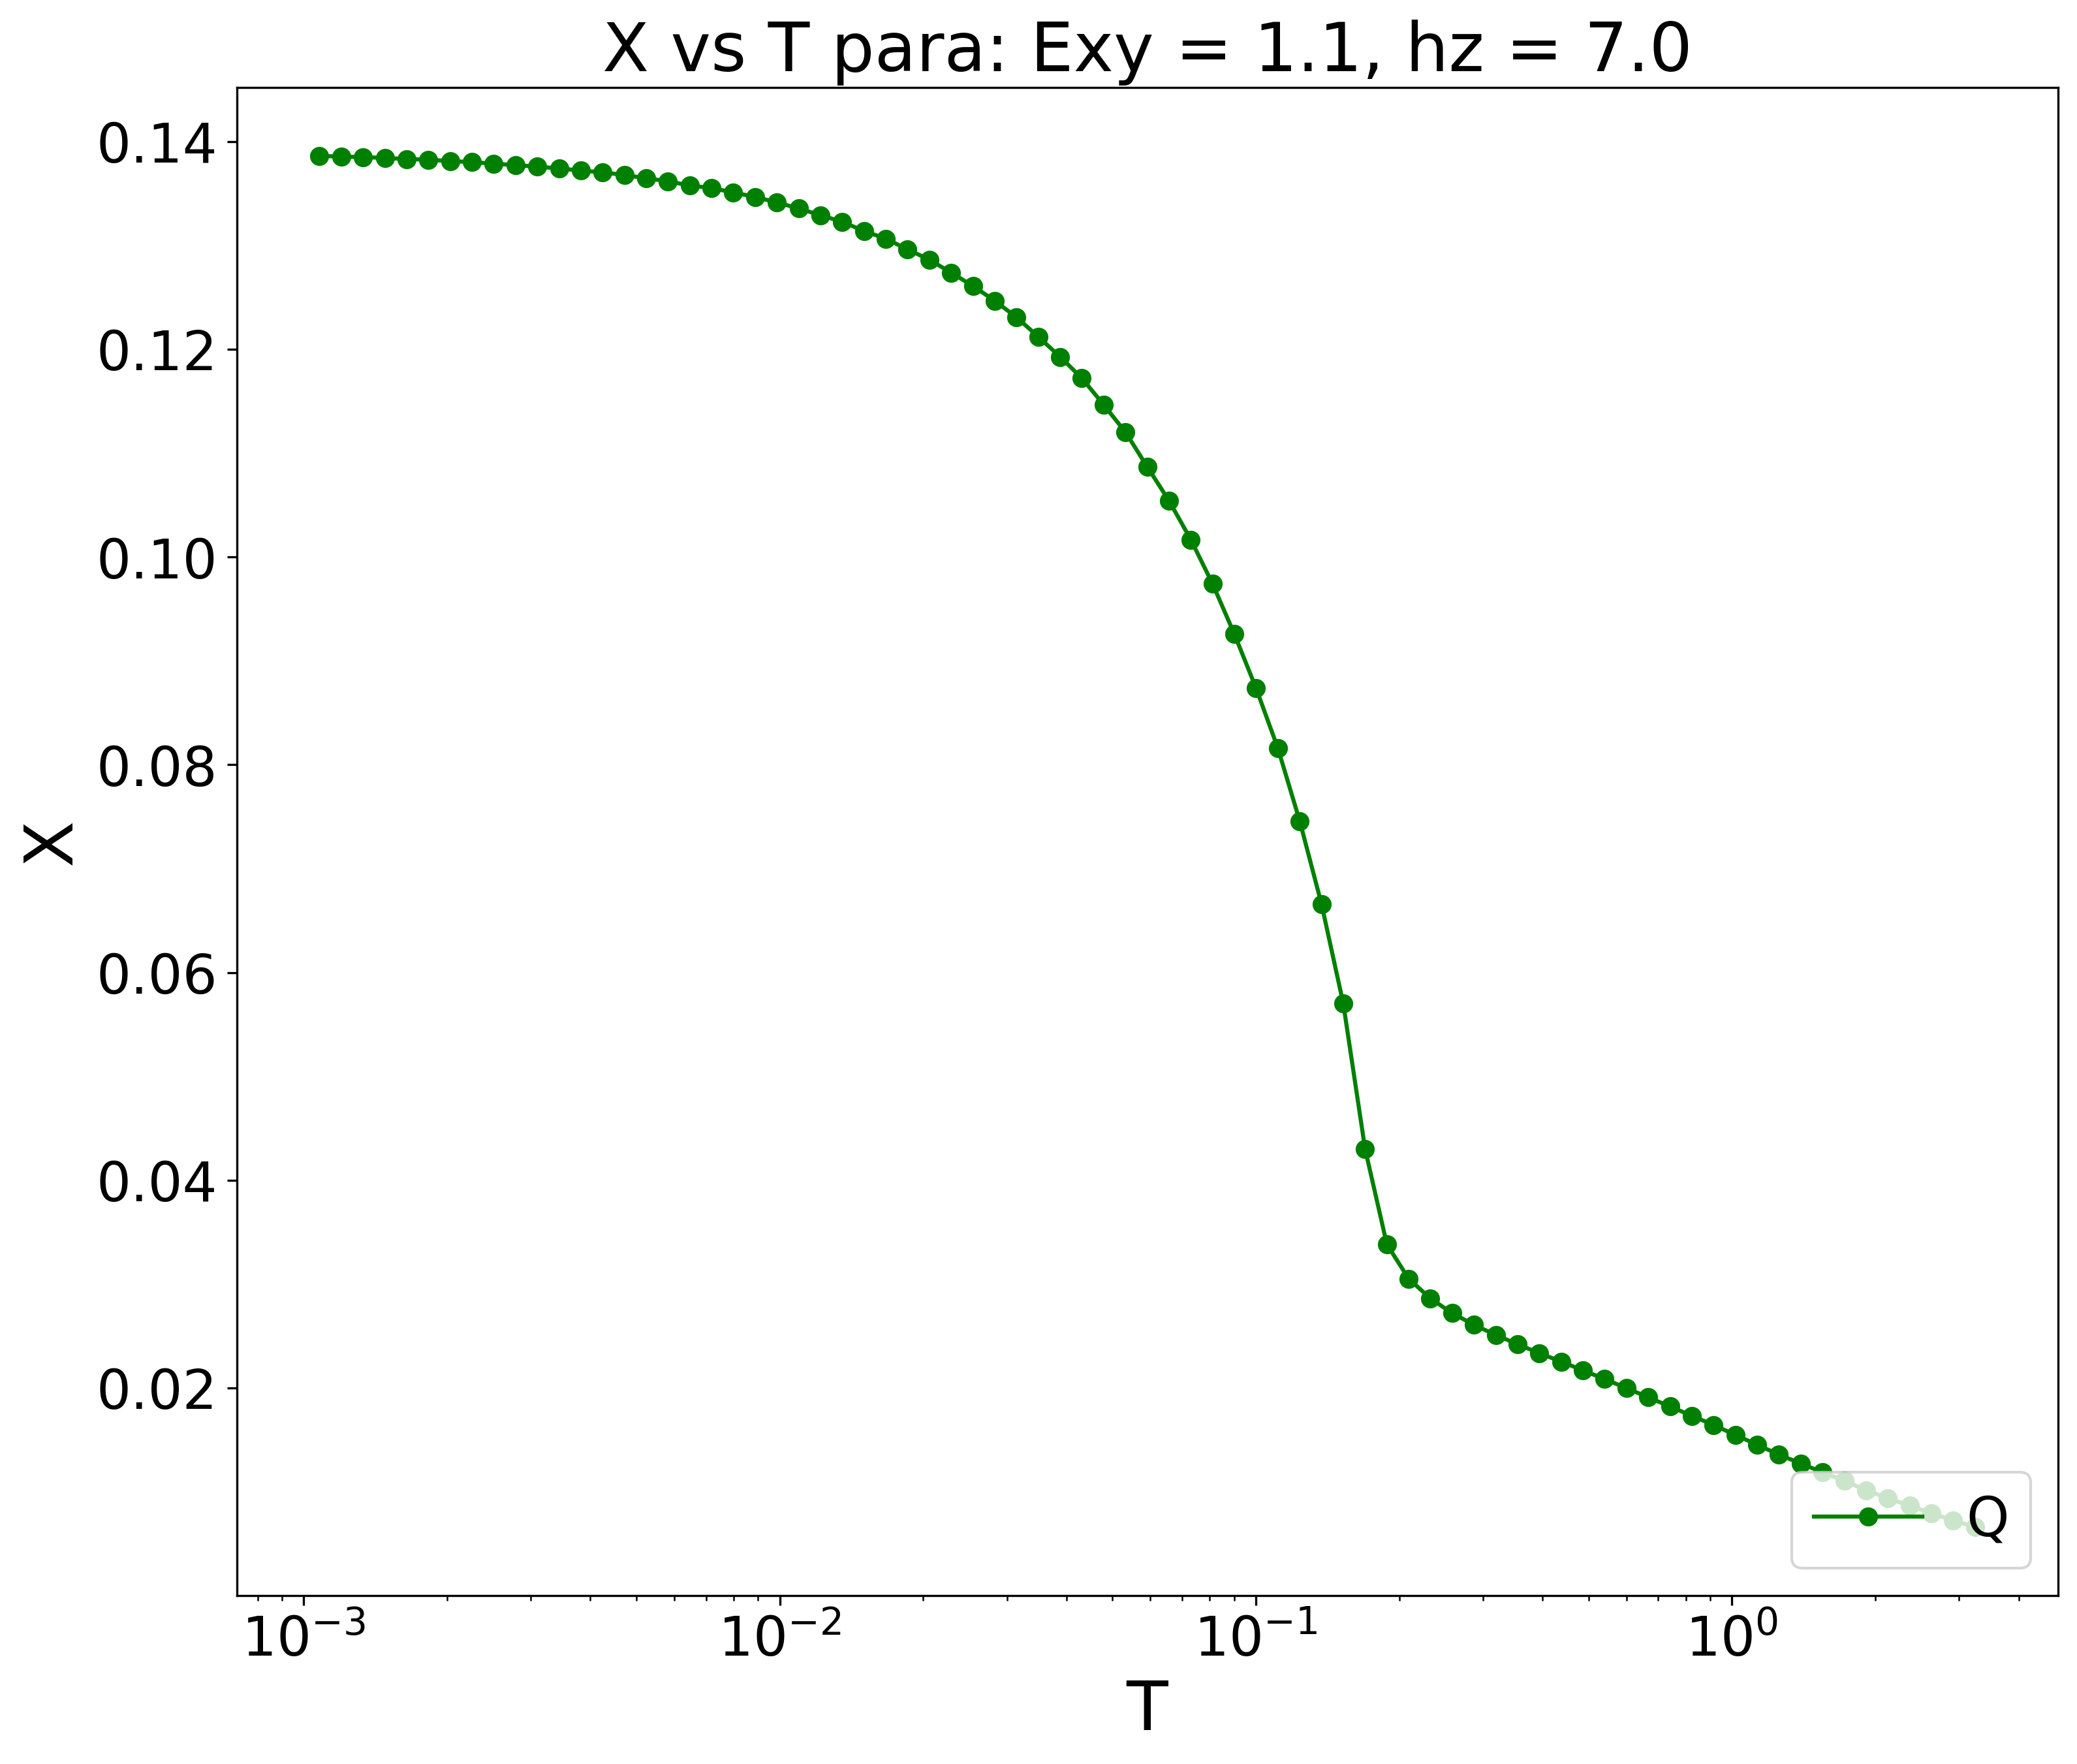 X vs T para: Exy = 1.1, hz = 7.0
0.14
0.12
0.10
0.08
0.06
0.04
0.02
X
Q
10⁻³ 10⁻² 10⁻¹ 10⁰
T